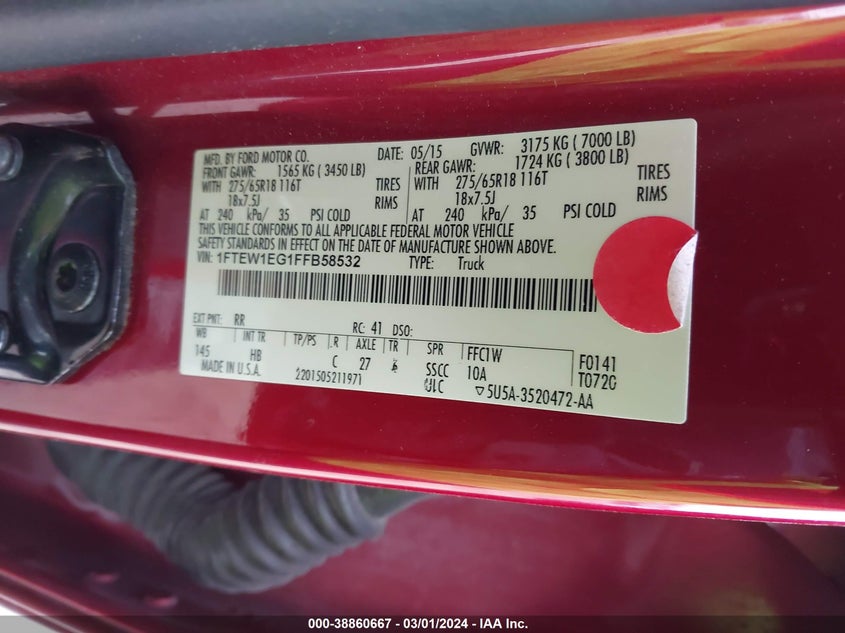 MFD. BY FORD MOTOR CO. DATE: 05/15 GVWR: 3175 KG ( 7000 LB)
FRONT GAWR: 1565 KG ( 3450 LB) REAR GAWR: 1724 KG ( 3800 LB)
WITH 275/65R18 116T TIRES WITH 275/65R18 116T TIRES
18x7.5J RIMS 18x7.5J RIMS
AT 240 kPa/ 35 PSI COLD AT 240 kPa/ 35 PSI COLD
THIS VEHICLE CONFORMS TO ALL APPLICABLE FEDERAL MOTOR VEHICLE
SAFETY STANDARDS IN EFFECT ON THE DATE OF MANUFACTURE SHOWN ABOVE.
VIN: 1FTEW1EG1FFB58532 TYPE: Truck
EXT PNT: RR RC: 41 DSO:
WB INT TR TP/PS R AXLE TR SPR FFC1W F0141
145 HB C 27 SSCC 10A T072
MADE IN U.S.A. 2201505211971 ▽5U5A-3520472-AA
000-38860667 - 03/01/2024 - IAA Inc.